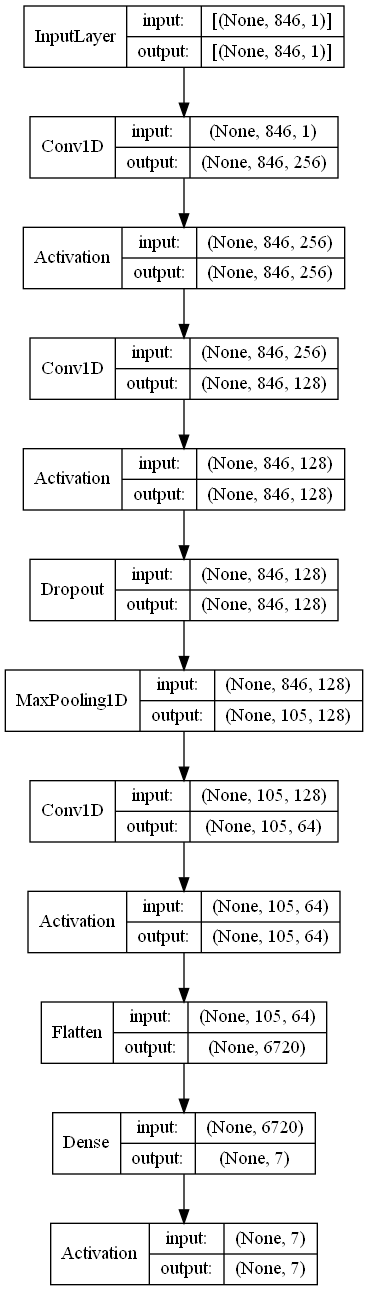 InputLayer
input: [(None, 846, 1)]
output: [(None, 846, 1)]
Conv1D
input: (None, 846, 1)
output: (None, 846, 256)
Activation
input: (None, 846, 256)
output: (None, 846, 256)
Conv1D
input: (None, 846, 256)
output: (None, 846, 128)
Activation
input: (None, 846, 128)
output: (None, 846, 128)
Dropout
input: (None, 846, 128)
output: (None, 846, 128)
MaxPooling1D
input: (None, 846, 128)
output: (None, 105, 128)
Conv1D
input: (None, 105, 128)
output: (None, 105, 64)
Activation
input: (None, 105, 64)
output: (None, 105, 64)
Flatten
input: (None, 105, 64)
output: (None, 6720)
Dense
input: (None, 6720)
output: (None, 7)
Activation
input: (None, 7)
output: (None, 7)